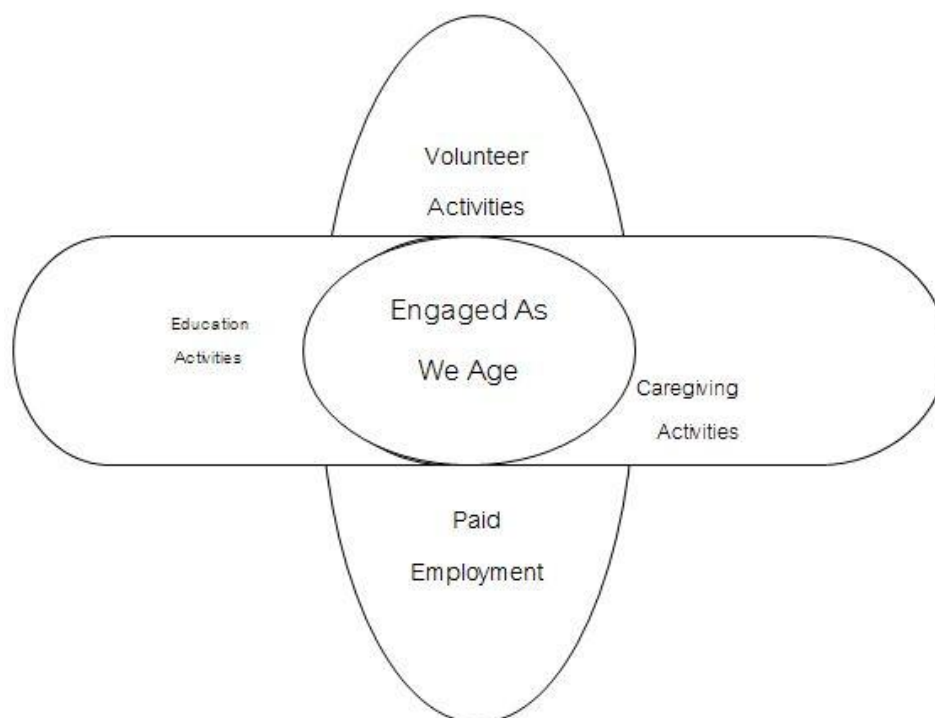 Volunteer
Activities
Engaged As
We Age
Education
Activities
Caregiving
Activities
Paid
Employment